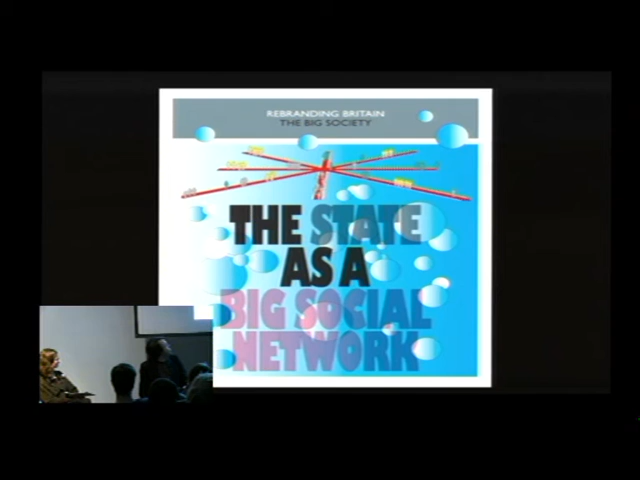 REBRANDING BRITAIN
THE BIG SOCIETY
THE STATE
AS A
BIG SOCIAL
NETWORK